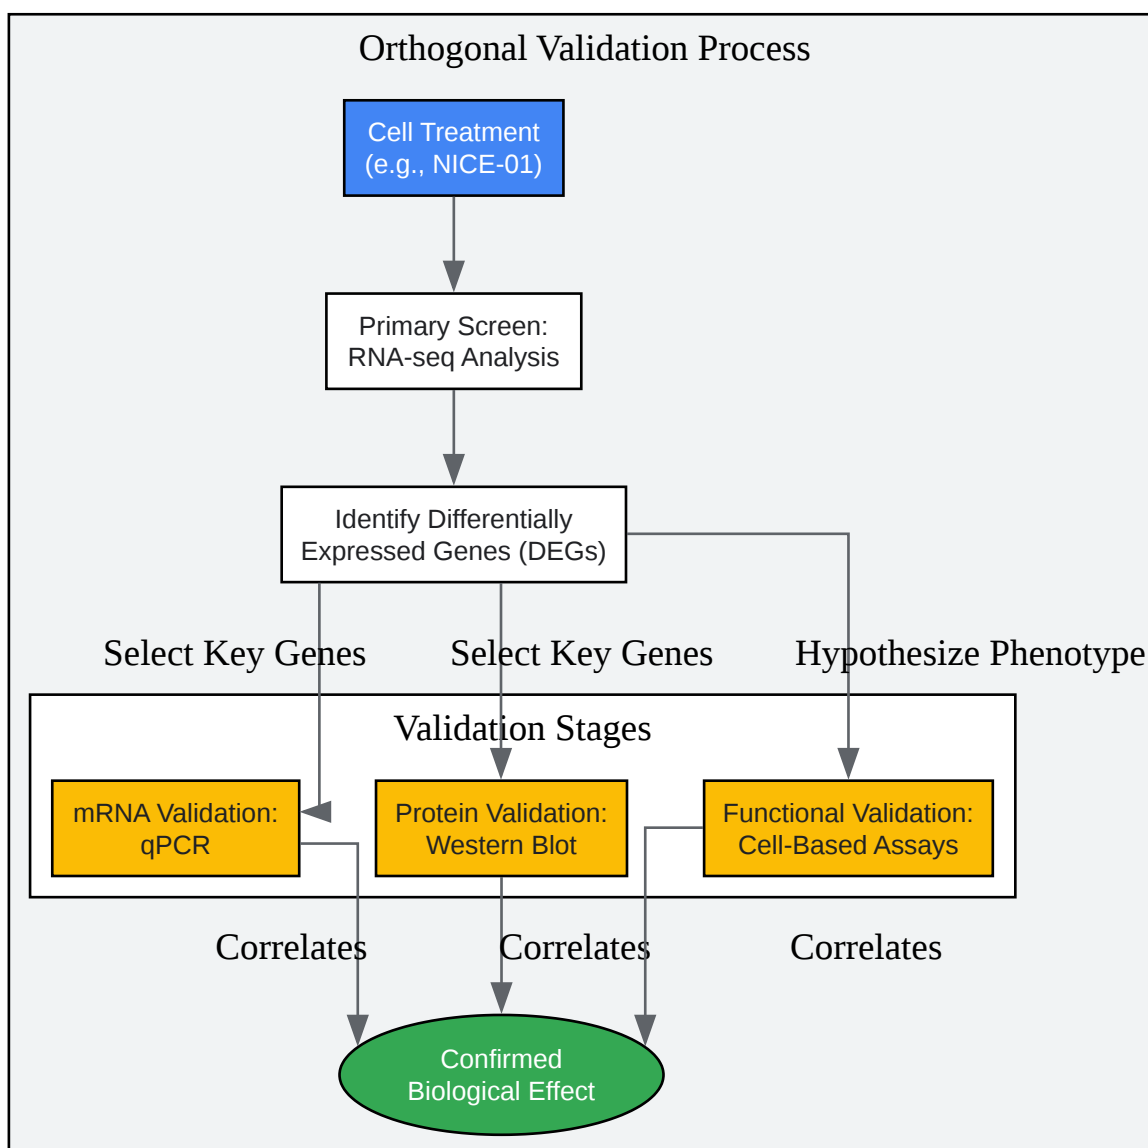 Orthogonal Validation Process
Cell Treatment
(e.g., NICE-01)
Primary Screen:
RNA-seq Analysis
Identify Differentially
Expressed Genes (DEGs)
Select Key Genes
Select Key Genes
Hypothesize Phenotype
Validation Stages
mRNA Validation:
qPCR
Protein Validation:
Western Blot
Functional Validation:
Cell-Based Assays
Correlates
Correlates
Correlates
Confirmed
Biological Effect